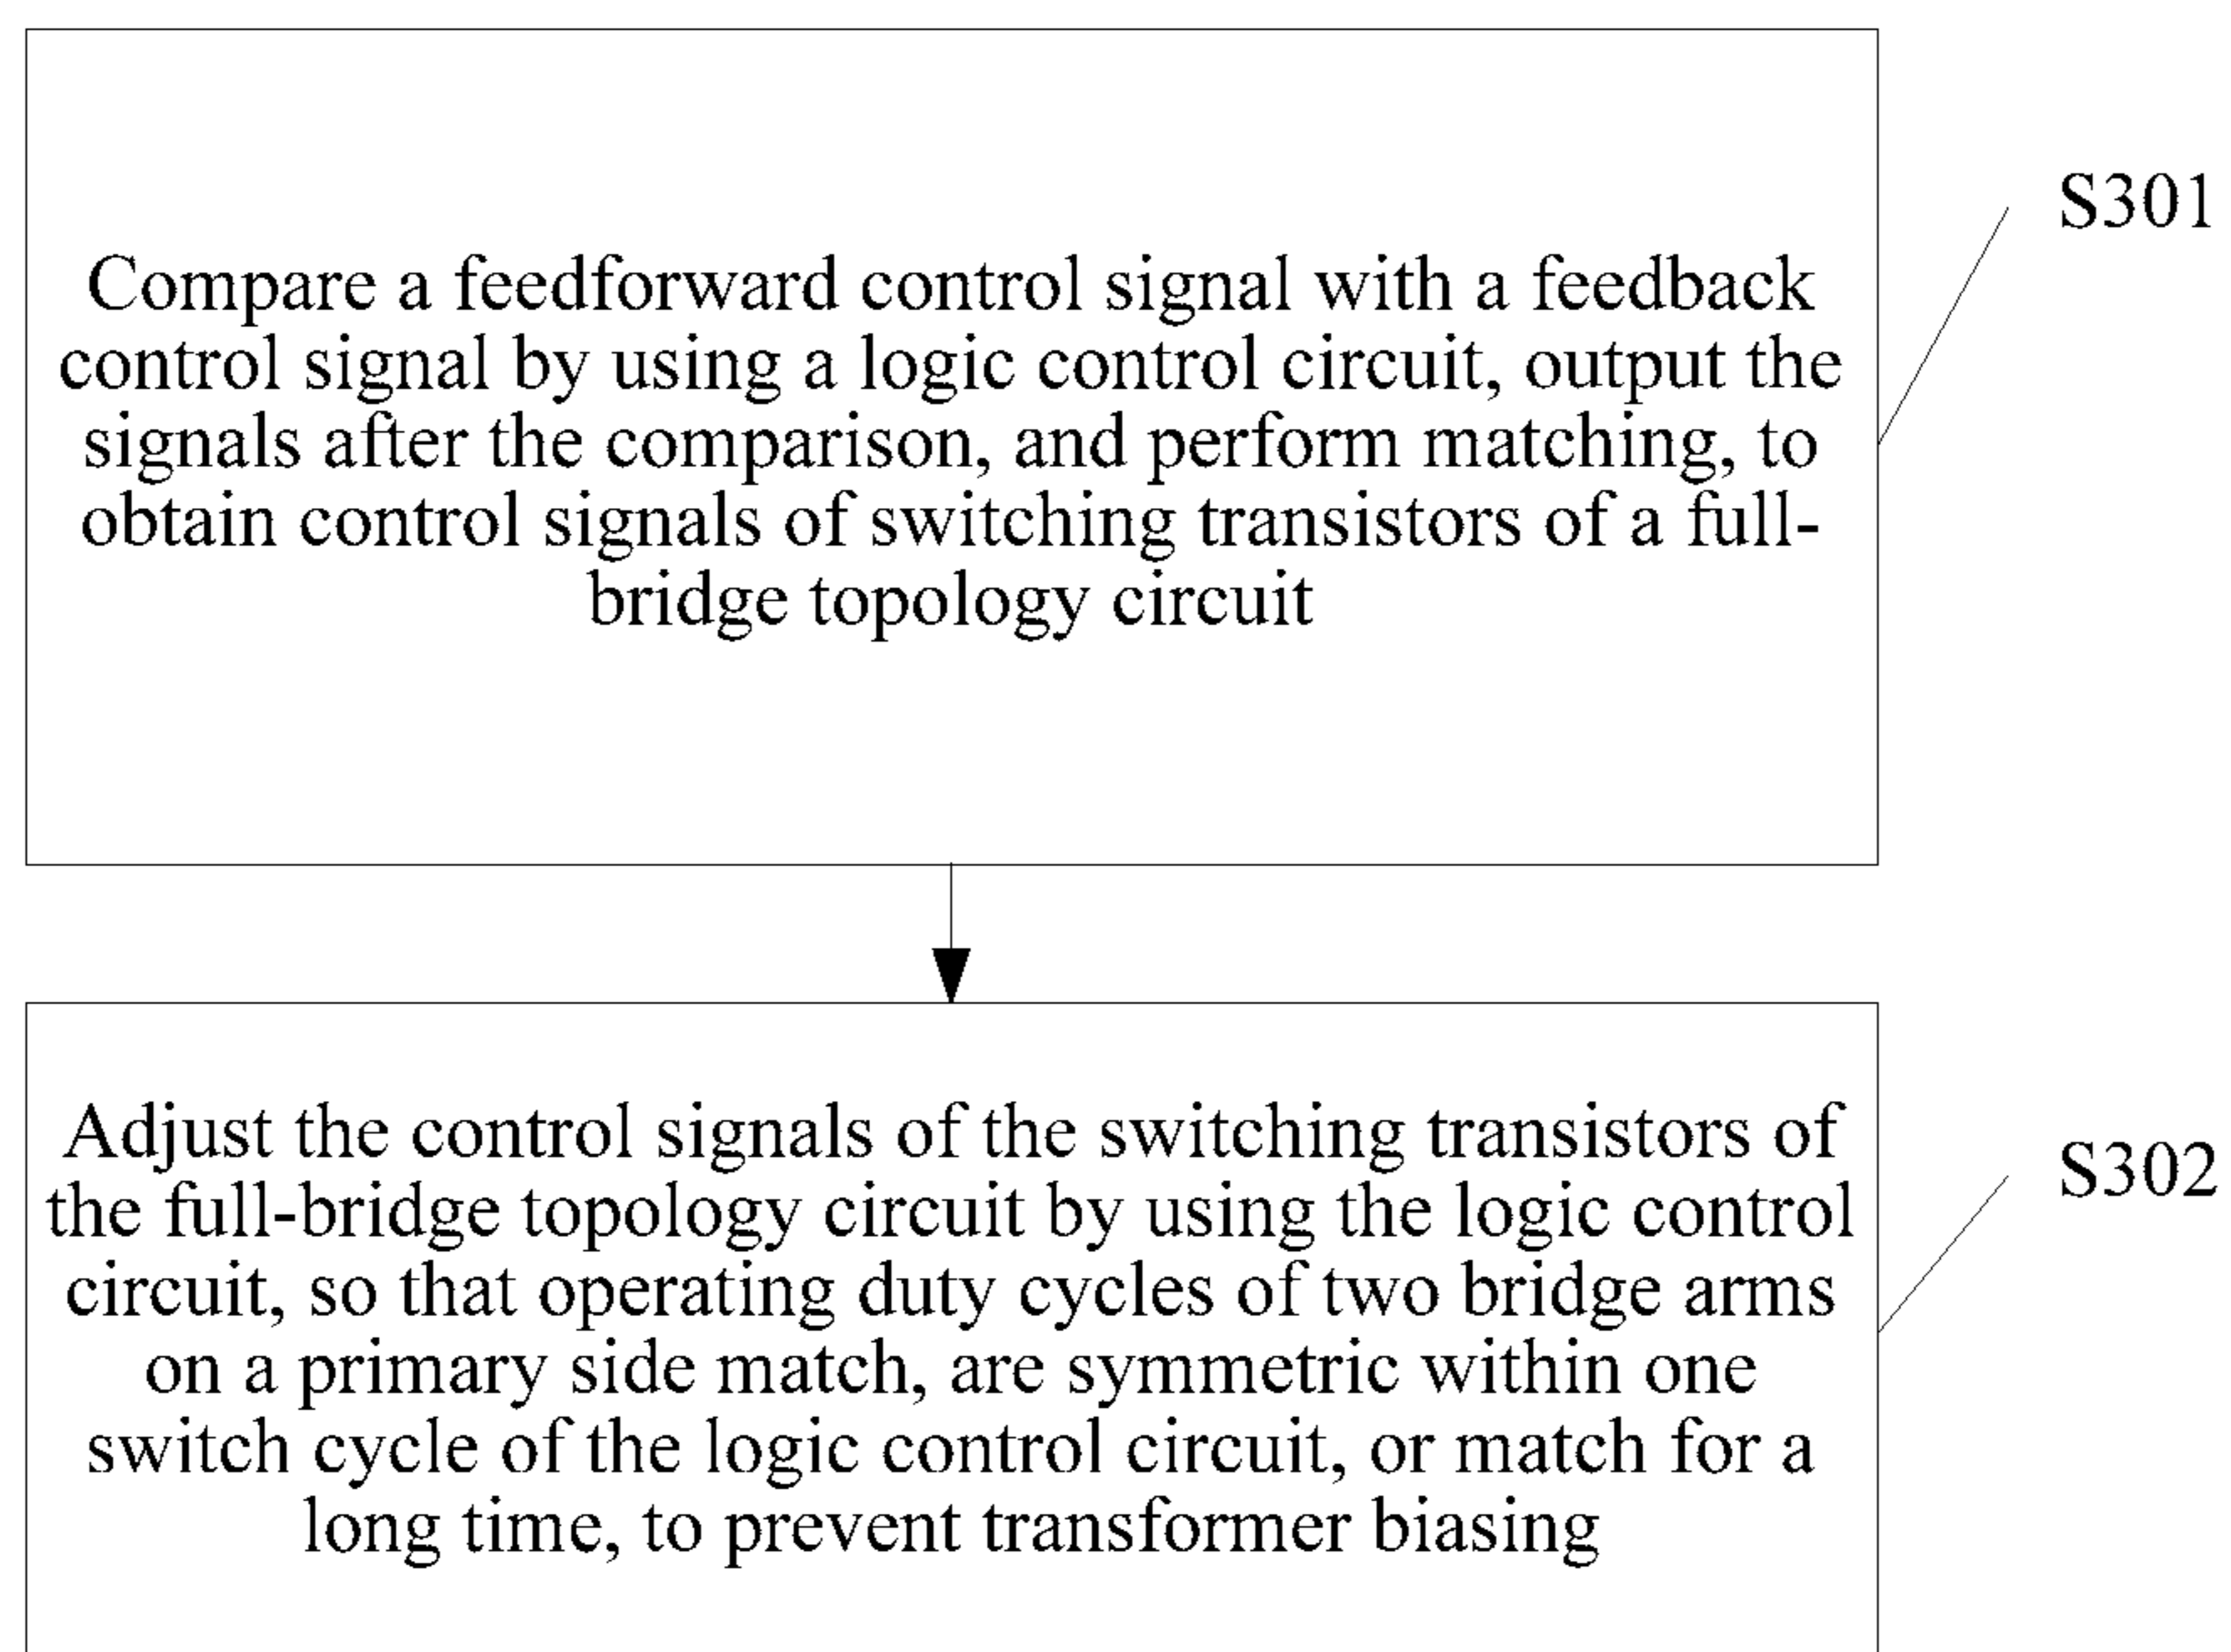 Compare a feedforward control signal with a feedback
control signal by using a logic control circuit, output the
signals after the comparison, and perform matching, to
obtain control signals of switching transistors of a full-
bridge topology circuit
S301
Adjust the control signals of the switching transistors of
the full-bridge topology circuit by using the logic control
circuit, so that operating duty cycles of two bridge arms
on a primary side match, are symmetric within one
switch cycle of the logic control circuit, or match for a
long time, to prevent transformer biasing
S302